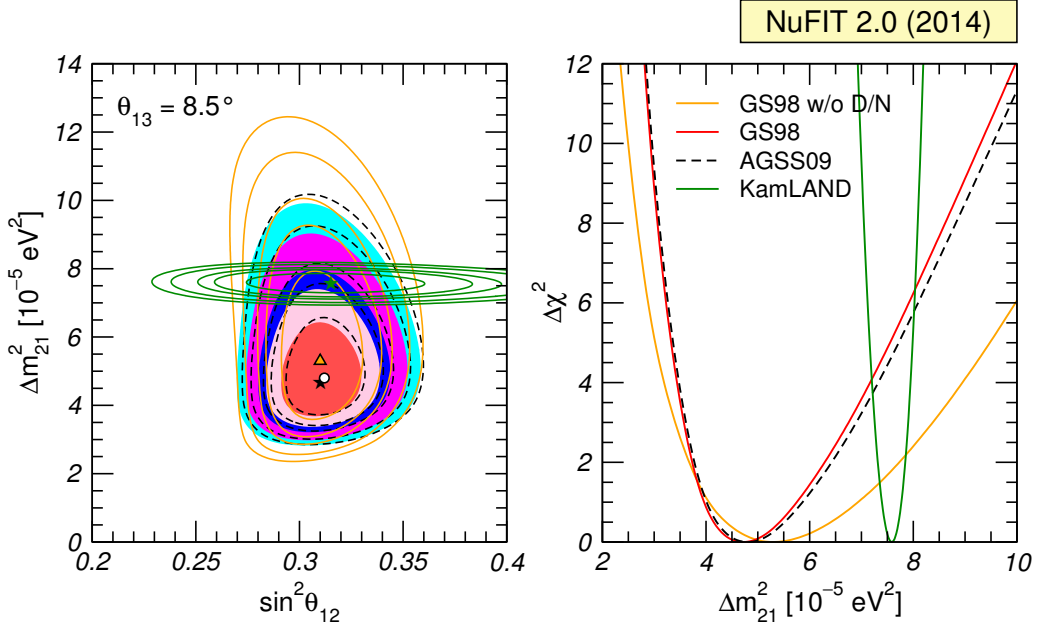 NuFIT 2.0 (2014)
θ₁₃ = 8.5°
14
12
10
8
6
4
2
0
Δm²₂₁ [10⁻⁵ eV²]
0.2
0.25
0.3
0.35
0.4
sin²θ₁₂
GS98 w/o D/N
GS98
AGSS09
KamLAND
12
10
8
6
4
2
0
Δχ²
2
4
6
8
10
Δm²₂₁ [10⁻⁵ eV²]